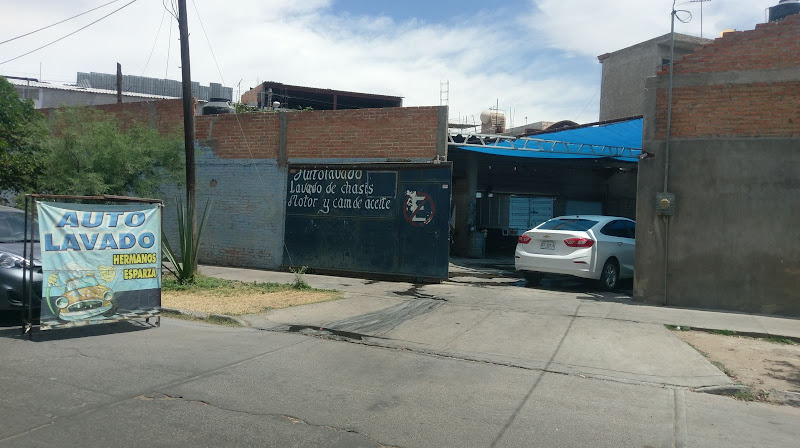 AUTO
LAVADO
HERMANOS
ESPARZA
Autolavado
Lavado de chasis
Motor y cam de aceite
E